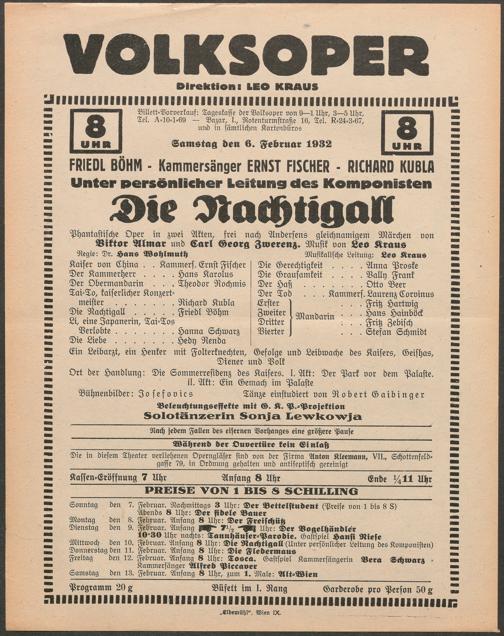 VOLKSOPER
Direktion: LEO KRAUS
8 UHR
Billett-Vorverkauf: Tageskasse der Volksoper von 9—1 Uhr, 3—5 Uhr,
Tel. A-10-1-69 — Bazar, I., Rotenturmstraße 16, Tel. R-24-3-67,
und in sämtlichen Kartenbüros
8 UHR
Samstag den 6. Februar 1932
FRIEDL BÖHM - Kammersänger ERNST FISCHER - RICHARD KUBLA
Unter persönlicher Leitung des Komponisten
Die Nachtigall
Phantastische Oper in zwei Akten, frei nach Andersens gleichnamigem Märchen von
Viktor Almar und Carl Georg Zwerenz. Musik von Leo Kraus
Regie: Dr. Hans Wohlmuth Musikalische Leitung: Leo Kraus
Kaiser von China . . Kammers. Ernst Fischer
Der Kammerherr . . . Hans Karolus
Der Obermandarin . . . Theodor Rochmis
Tai-To, kaiserlicher Konzert-
meister . . . Richard Kubla
Die Nachtigall . . . Friedl Böhm
Li, eine Japanerin, Tai-Tos
Verlobte . . . Hanna Schwarz
Die Liebe . . . Hedy Renda
Die Gerechtigkeit . . . Anna Proske
Die Grausamkeit . . . Vally Frank
Der Haß . . . Otto Beer
Der Tod . . . Kammers. Laurenz Corvinus
Erster } Mandarin . . . Fritz Hartwig
Zweiter } Mandarin . . . Hans Hainböck
Dritter } Mandarin . . . Fritz Zebisch
Vierter } Mandarin . . . Stefan Schmidt
Ein Leibarzt, ein Henker mit Folterknechten, Gefolge und Leibwache des Kaisers, Geishas,
Diener und Volk
Ort der Handlung: Die Sommerresidenz des Kaisers. I. Akt: Der Park vor dem Palaste.
II. Akt: Ein Gemach im Palaste
Bühnenbilder: Josefovics Tänze einstudiert von Robert Gaibinger
Beleuchtungseffekte mit G. K. P.-Projektion
Solotänzerin Sonja Lewkowja
Nach jedem Fallen des eisernen Vorhanges eine größere Pause
Während der Ouvertüre kein Einlaß
Die in diesem Theater verliehenen Operngläser sind von der Firma Anton Kleemann, VII., Schottenfeld-
gasse 79, in Ordnung gehalten und antiseptisch gereinigt
Kassen-Eröffnung 7 Uhr Anfang 8 Uhr Ende ¼11 Uhr
PREISE VON 1 BIS 8 SCHILLING
Sonntag den 7. Februar. Nachmittags 3 Uhr: Der Bettelstudent (Preise von 1 bis 8 S)
Abends 8 Uhr: Der fidele Bauer
Montag den 8. Februar. Anfang 8 Uhr: Der Freischütz
Dienstag den 9. Februar. Anfang 7 Uhr: Der Vogelhändler
10·30 Uhr nachts: Tannhäuser-Parodie. Gastspiel Hansi Niese
Mittwoch den 10. Februar. Anfang 8 Uhr: Die Nachtigall (Unter persönlicher Leitung des Komponisten)
Donnerstag den 11. Februar. Anfang 8 Uhr: Die Fledermaus
Freitag den 12. Februar. Anfang 8 Uhr: Tosca. Gastspiel Kammersängerin Vera Schwarz -
Kammersänger Alfred Piccaver
Samstag den 13. Februar. Anfang 8 Uhr, zum 1. Male: Alt-Wien
Programm 20 g Büfett im I. Rang Garderobe pro Person 50 g
„Elbemühl“, Wien IX.